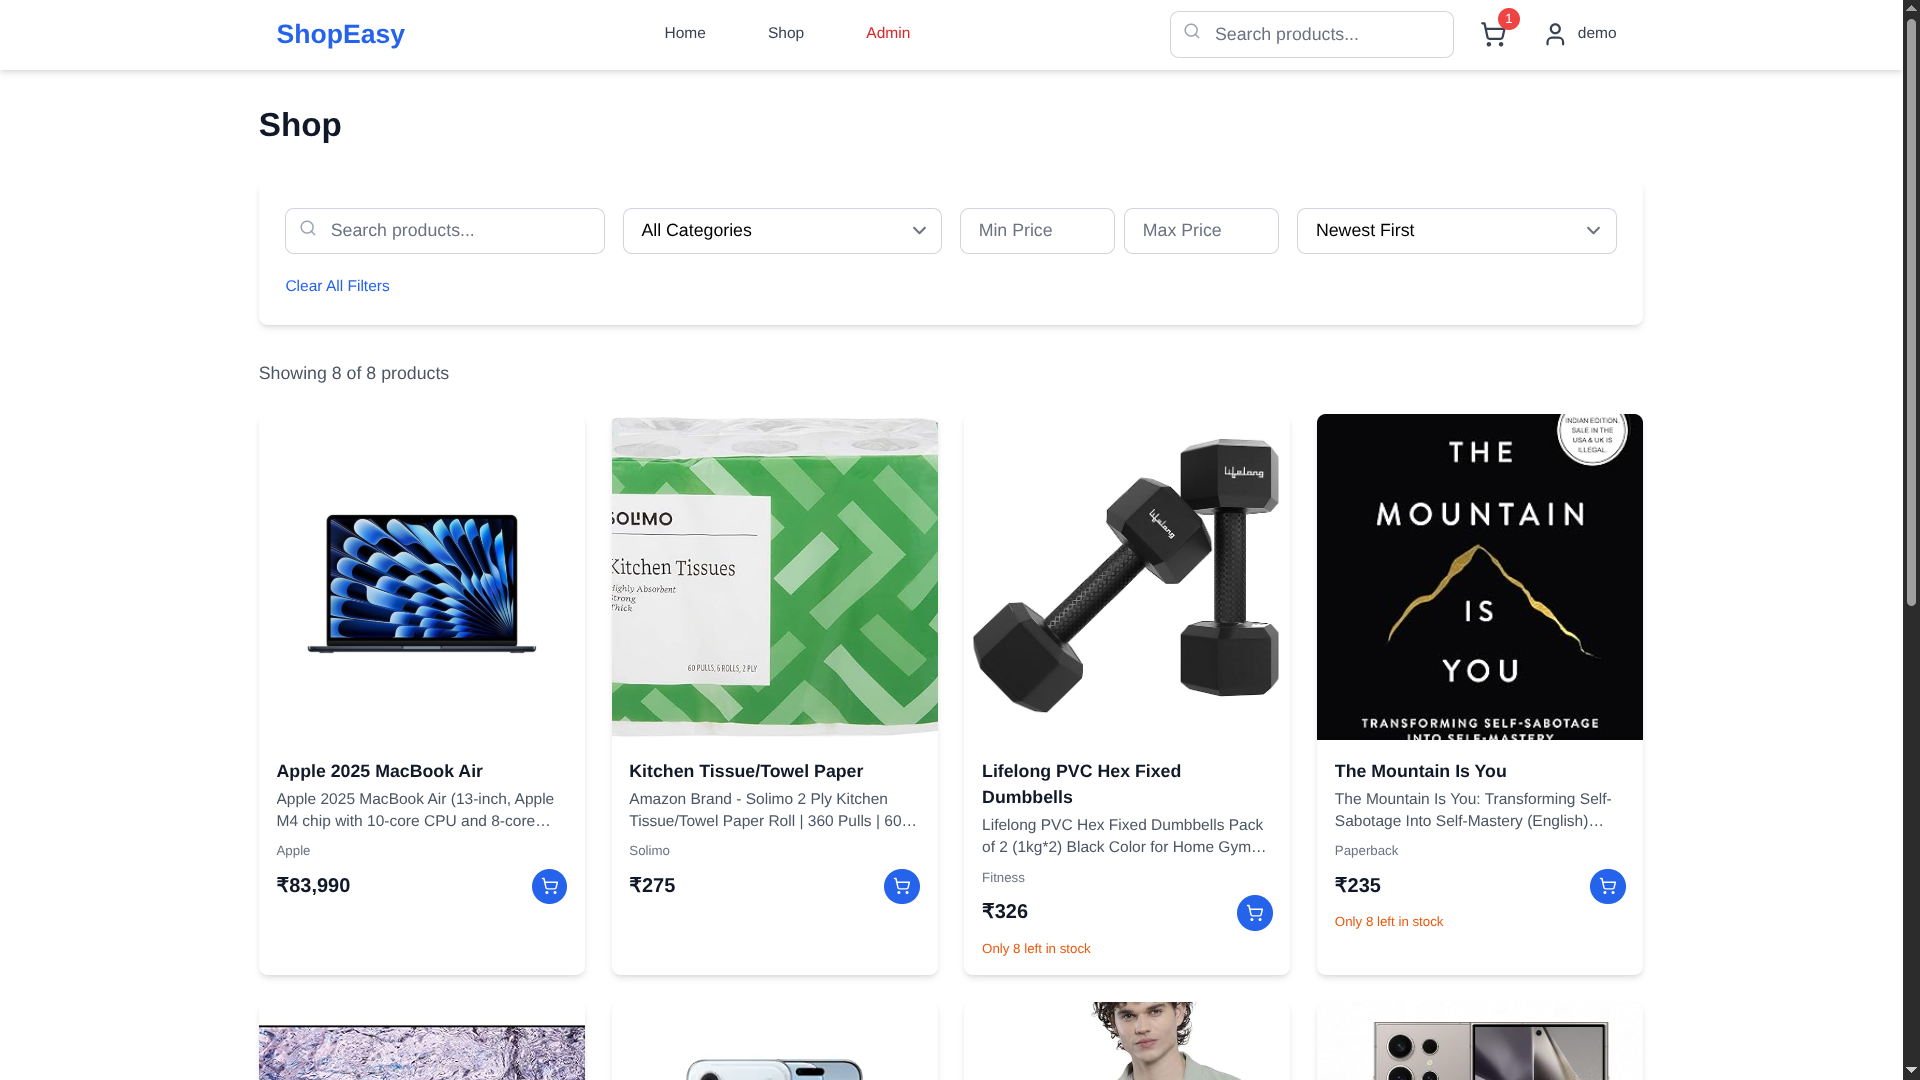 ShopEasy
Home
Shop
Admin
Search products...
1
demo
Shop
Search products...
All Categories
Min Price
Max Price
Newest First
Clear All Filters
Showing 8 of 8 products
SOLIMO
Kitchen Tissues
Highly Absorbent
Strong
Thick
60 PULLS, 6 ROLLS, 2 PLY
Lifelong
Lifelong
INDIAN EDITION.
SALE IN THE
USA & UK IS
ILLEGAL.
THE
MOUNTAIN
IS
YOU
TRANSFORMING SELF-SABOTAGE
INTO SELF-MASTERY
Apple 2025 MacBook Air
Apple 2025 MacBook Air (13-inch, Apple
M4 chip with 10-core CPU and 8-core…
Apple
₹83,990
Kitchen Tissue/Towel Paper
Amazon Brand - Solimo 2 Ply Kitchen
Tissue/Towel Paper Roll | 360 Pulls | 60…
Solimo
₹275
Lifelong PVC Hex Fixed
Dumbbells
Lifelong PVC Hex Fixed Dumbbells Pack
of 2 (1kg*2) Black Color for Home Gym…
Fitness
₹326
Only 8 left in stock
The Mountain Is You
The Mountain Is You: Transforming Self-
Sabotage Into Self-Mastery (English)…
Paperback
₹235
Only 8 left in stock